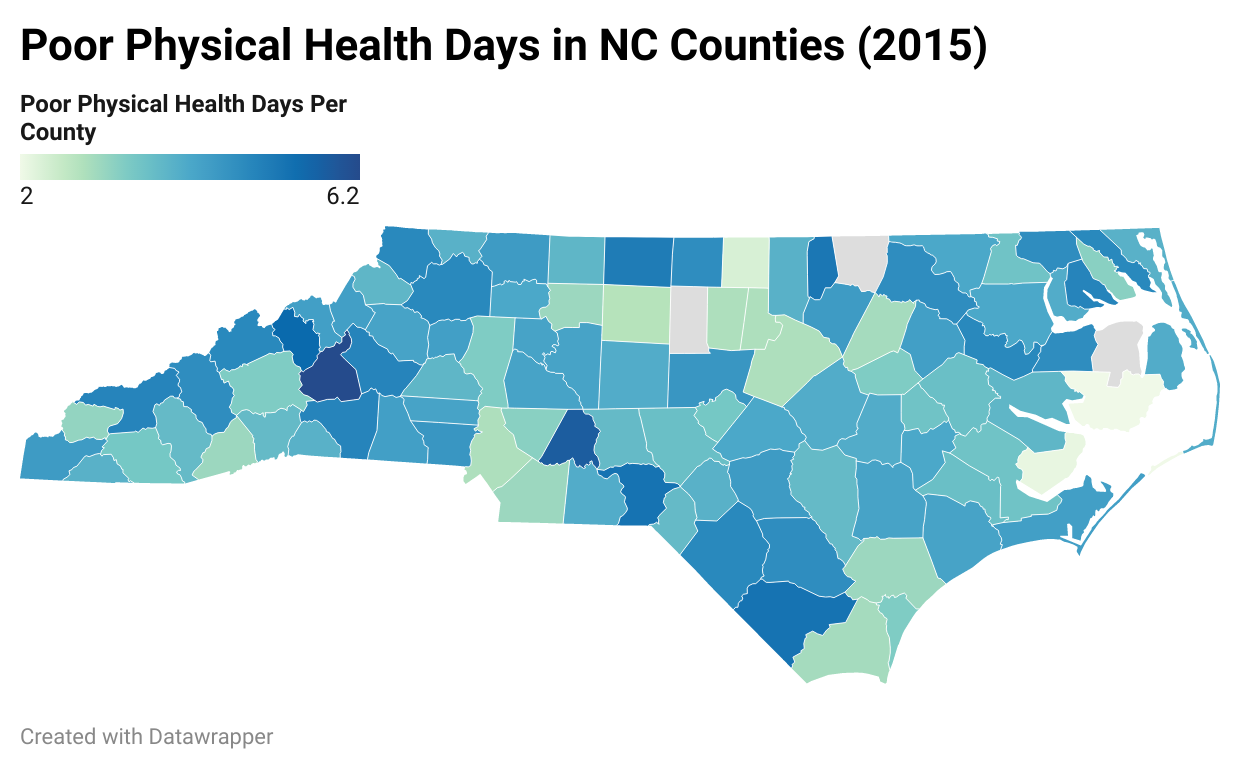 Poor Physical Health Days in NC Counties (2015)
Poor Physical Health Days Per
County
2 6.2
Created with Datawrapper